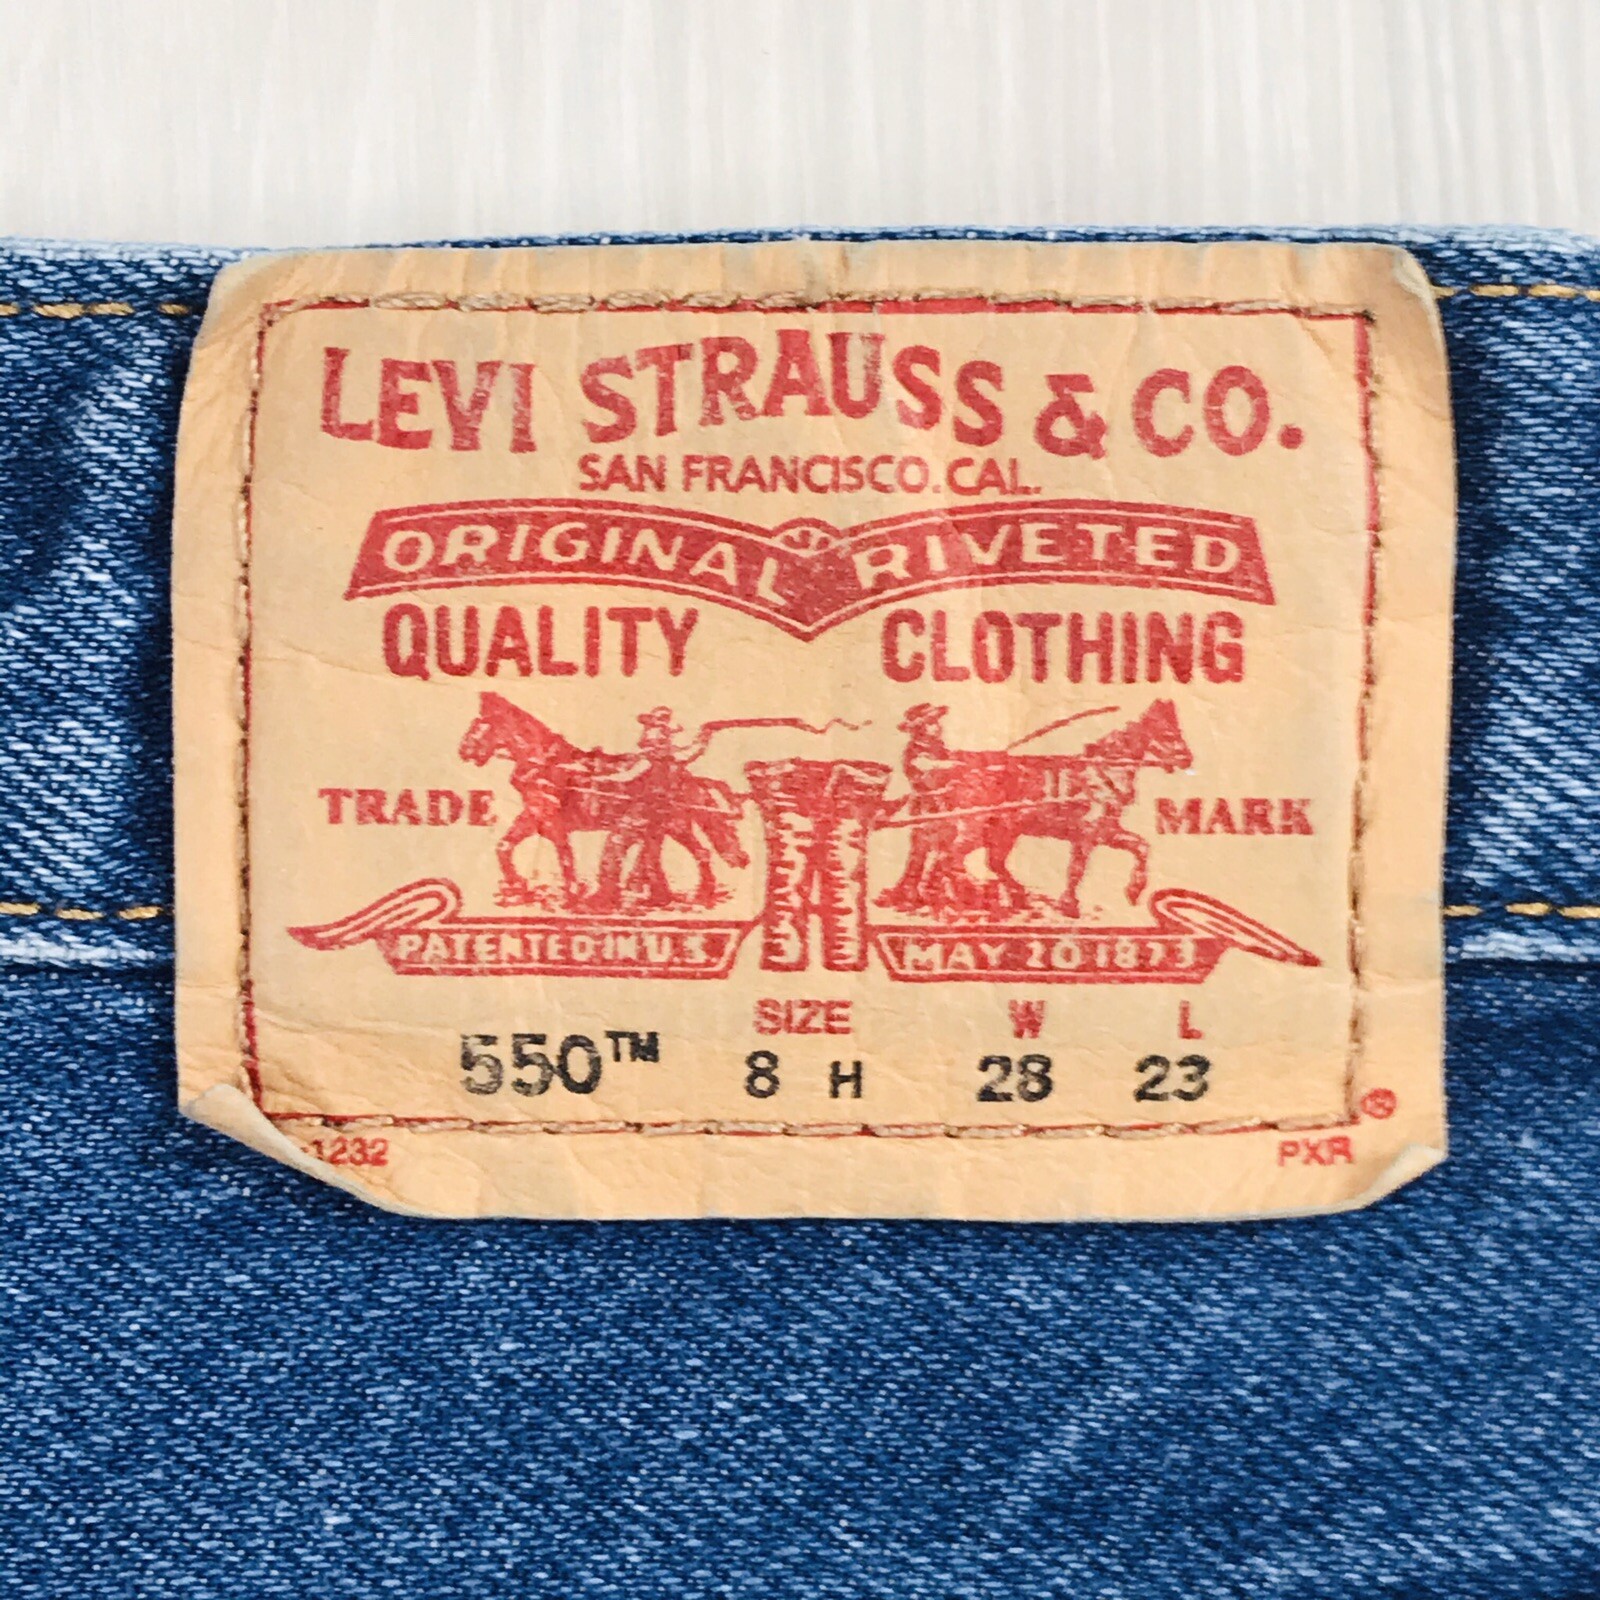 LEVI STRAUSS & CO.
SAN FRANCISCO. CAL.
ORIGINAL RIVETED
QUALITY CLOTHING
TRADE MARK
PATENTED IN U.S. MAY 20 1873
SIZE W L
550™ 8 H 28 23
®
1232 PXR